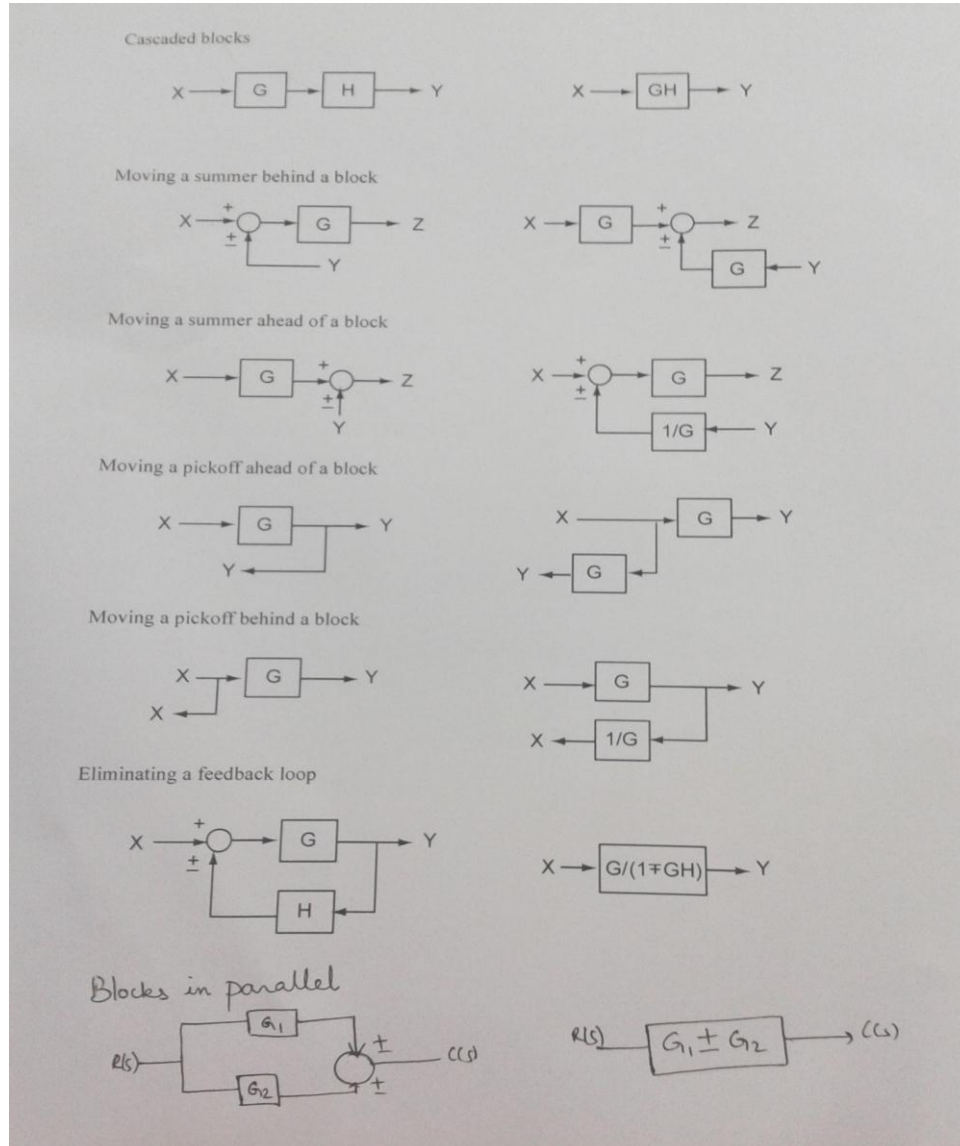 Cascaded blocks
X G H Y X GH Y
Moving a summer behind a block
X + ± G Z X G + ± Z
Y G Y
Moving a summer ahead of a block
X G + ± Z X + ± G Z
Y 1/G Y
Moving a pickoff ahead of a block
X G Y X G Y
Y Y G
Moving a pickoff behind a block
X G Y X G Y
X X 1/G
Eliminating a feedback loop
X + ± G Y X G/(1∓GH) Y
H
Blocks in parallel
G1
R(s) ± ± C(s) R(s) G1 ± G2 C(s)
G2